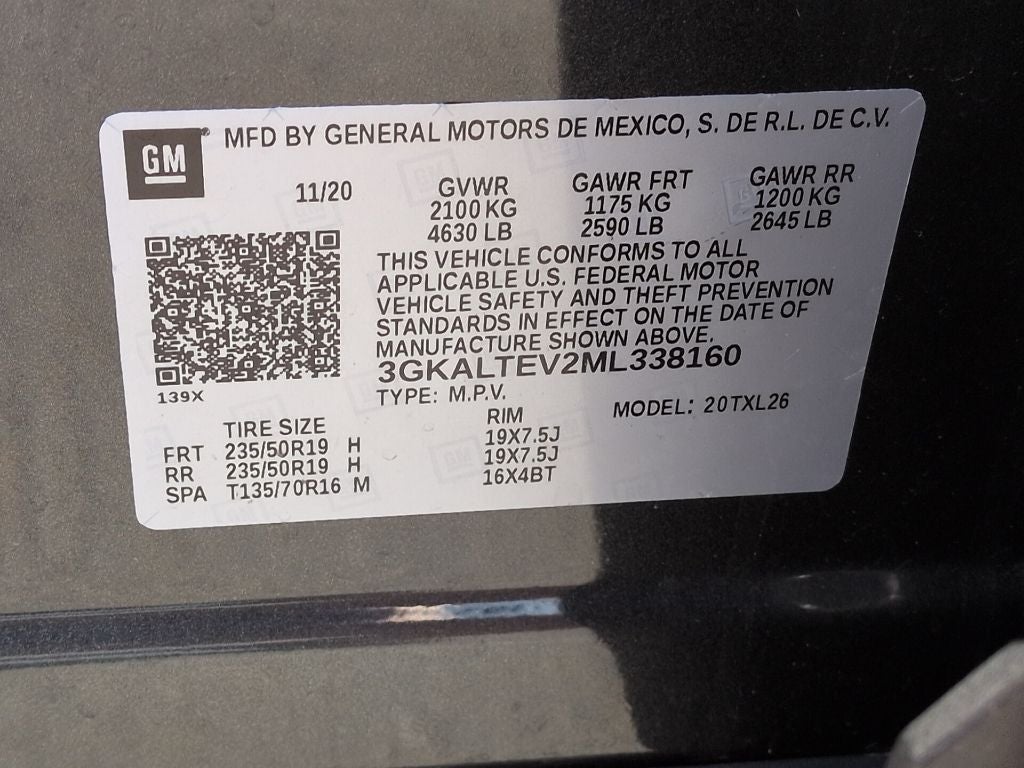 GM
MFD BY GENERAL MOTORS DE MEXICO, S. DE R.L. DE C.V.
11/20 GVWR GAWR FRT GAWR RR
2100 KG 1175 KG 1200 KG
4630 LB 2590 LB 2645 LB
THIS VEHICLE CONFORMS TO ALL
APPLICABLE U.S. FEDERAL MOTOR
VEHICLE SAFETY AND THEFT PREVENTION
STANDARDS IN EFFECT ON THE DATE OF
MANUFACTURE SHOWN ABOVE.
3GKALTEV2ML338160
139X
TYPE: M.P.V. MODEL: 20TXL26
TIRE SIZE RIM
FRT 235/50R19 H 19X7.5J
RR 235/50R19 H 19X7.5J
SPA T135/70R16 M 16X4BT